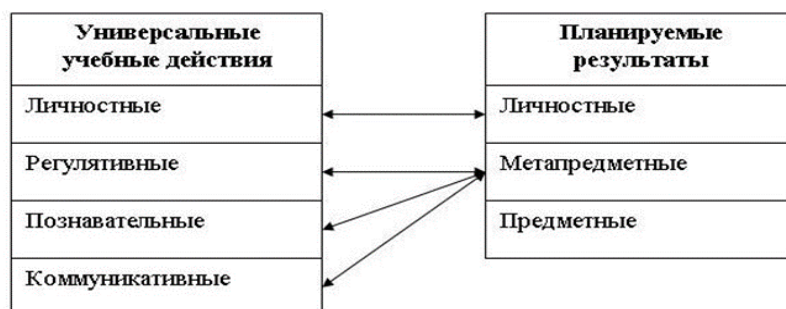 Универсальные
учебные действия
Личностные
Регулятивные
Познавательные
Коммуникативные
Планируемые
результаты
Личностные
Метапредметные
Предметные